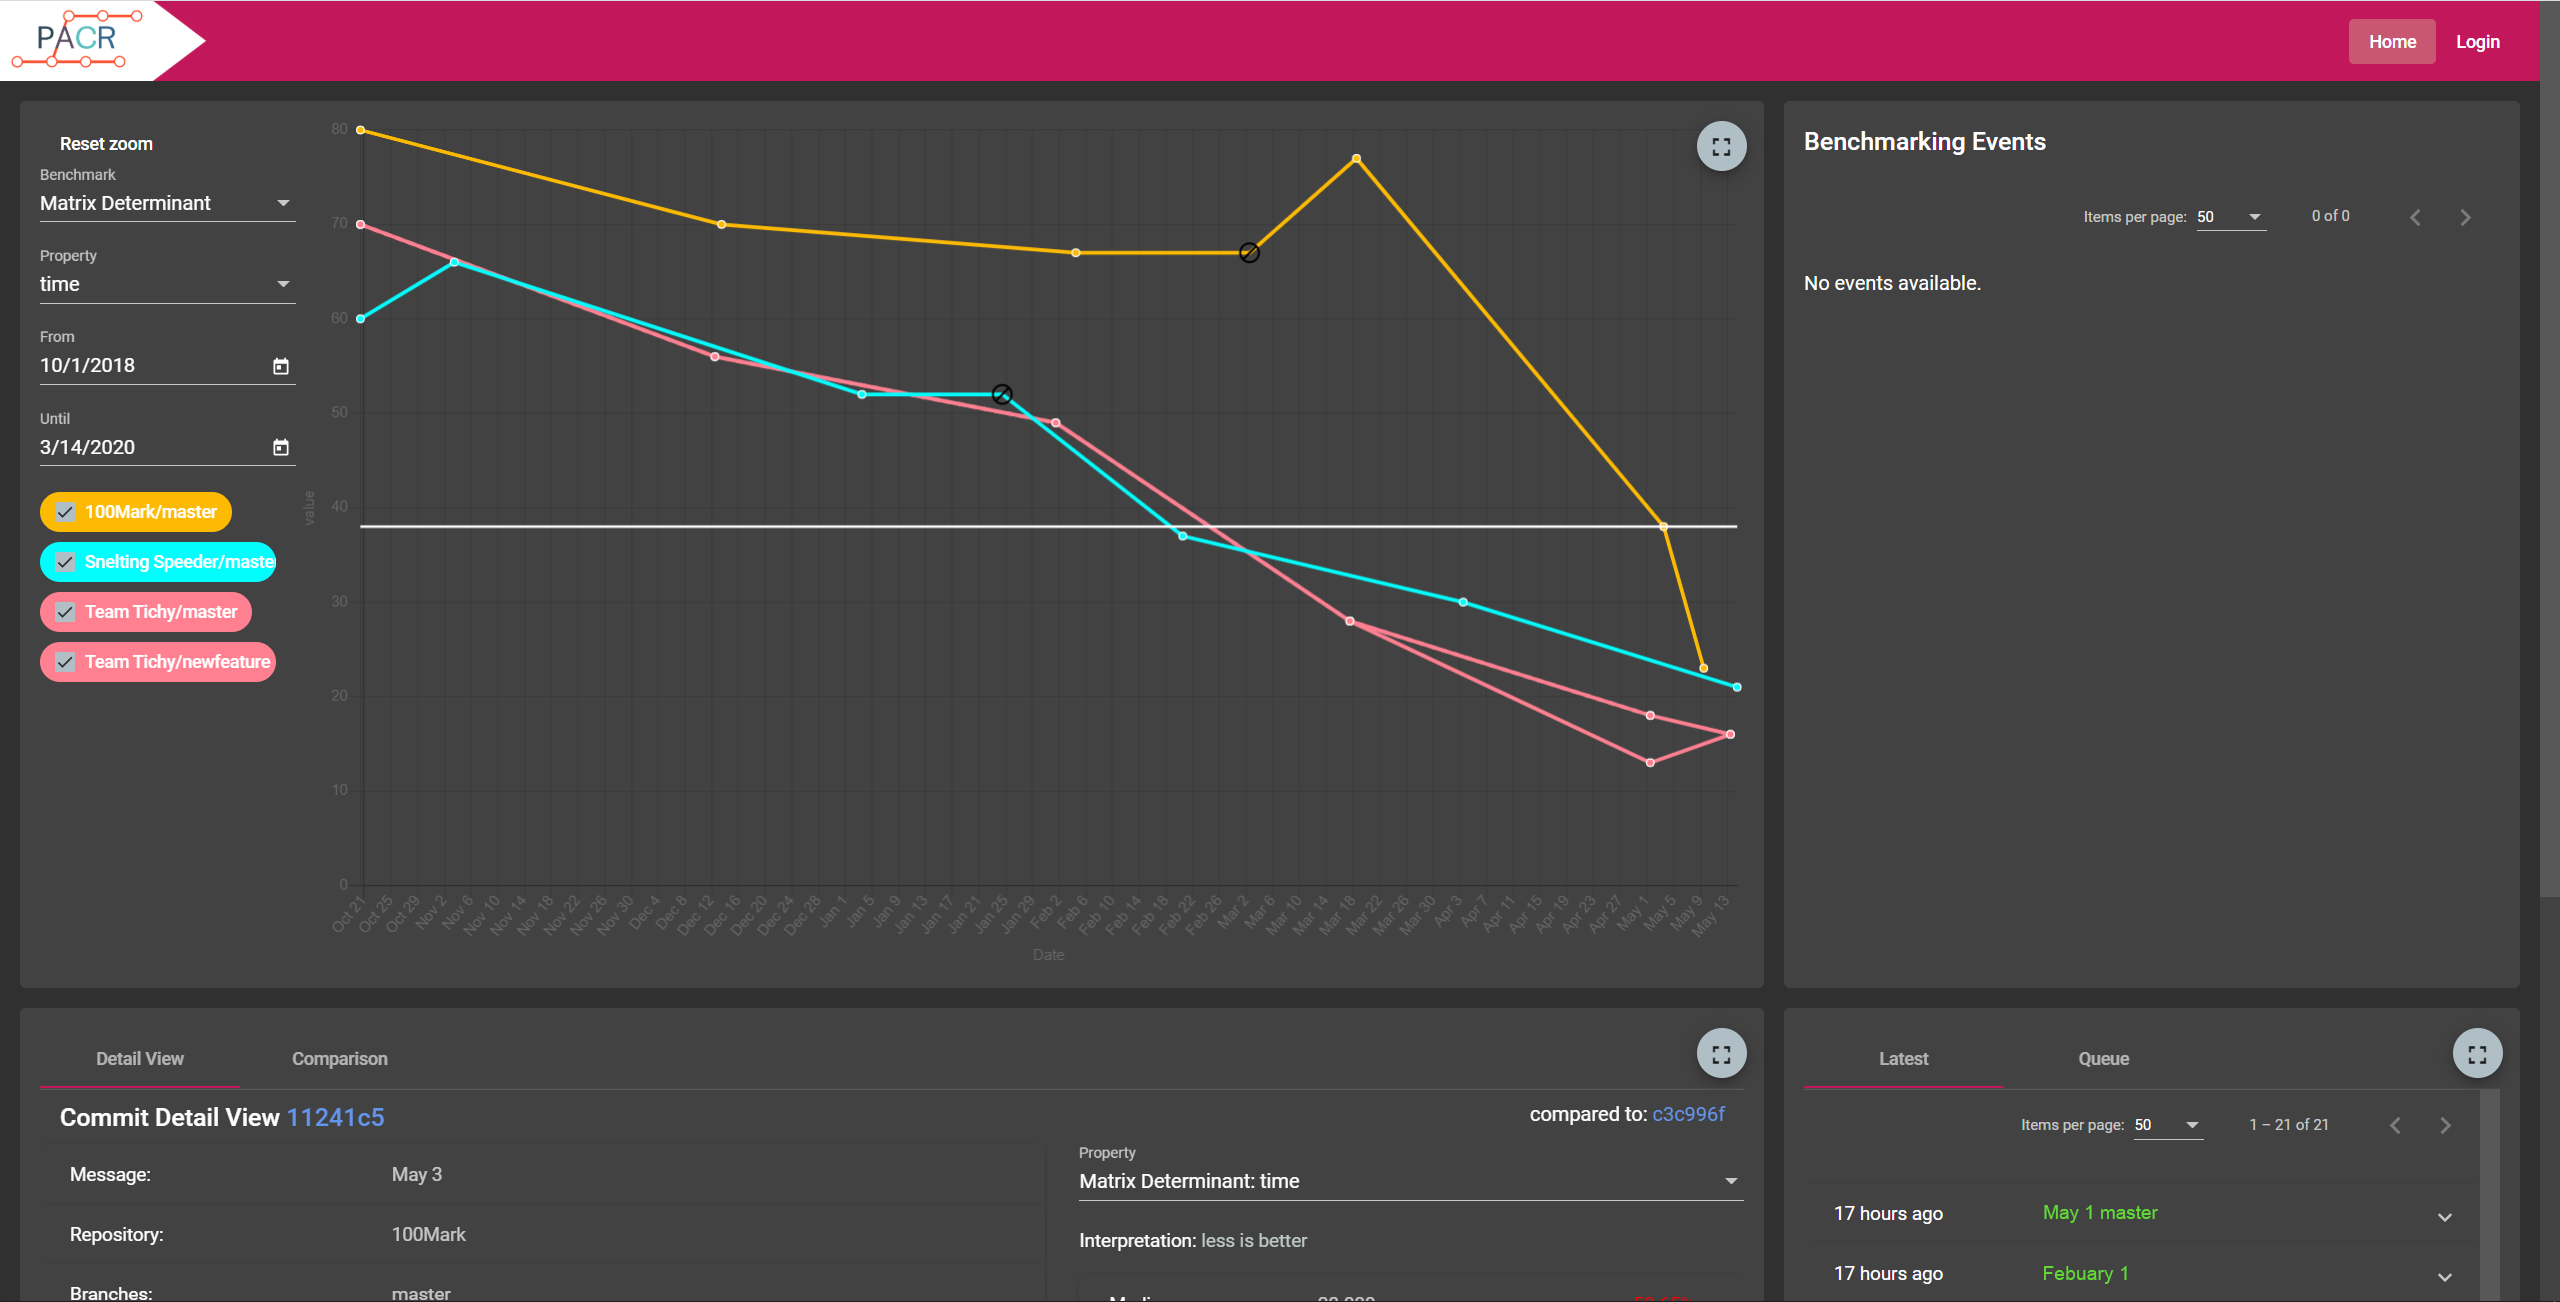 PACR
Home
Login
Reset zoom
Benchmark
Matrix Determinant
Property
time
From
10/1/2018
Until
3/14/2020
100Mark/master
Snelting Speeder/maste
Team Tichy/master
Team Tichy/newfeature
value
80
70
60
50
40
30
20
10
0
Oct 21
Oct 25
Oct 29
Nov 2
Nov 6
Nov 10
Nov 14
Nov 18
Nov 22
Nov 26
Nov 30
Dec 4
Dec 8
Dec 12
Dec 16
Dec 20
Dec 24
Dec 28
Jan 1
Jan 5
Jan 9
Jan 13
Jan 17
Jan 21
Jan 25
Jan 29
Feb 2
Feb 6
Feb 10
Feb 14
Feb 18
Feb 22
Feb 26
Mar 2
Mar 6
Mar 10
Mar 14
Mar 18
Mar 22
Mar 26
Mar 30
Apr 3
Apr 7
Apr 11
Apr 15
Apr 19
Apr 23
Apr 27
May 1
May 5
May 9
May 13
Date
Benchmarking Events
Items per page: 50
0 of 0
No events available.
Detail View
Comparison
Commit Detail View 11241c5
compared to: c3c996f
Message:
May 3
Repository:
100Mark
Branches:
master
Property
Matrix Determinant: time
Interpretation: less is better
Latest
Queue
Items per page: 50
1 – 21 of 21
17 hours ago
May 1 master
17 hours ago
Febuary 1